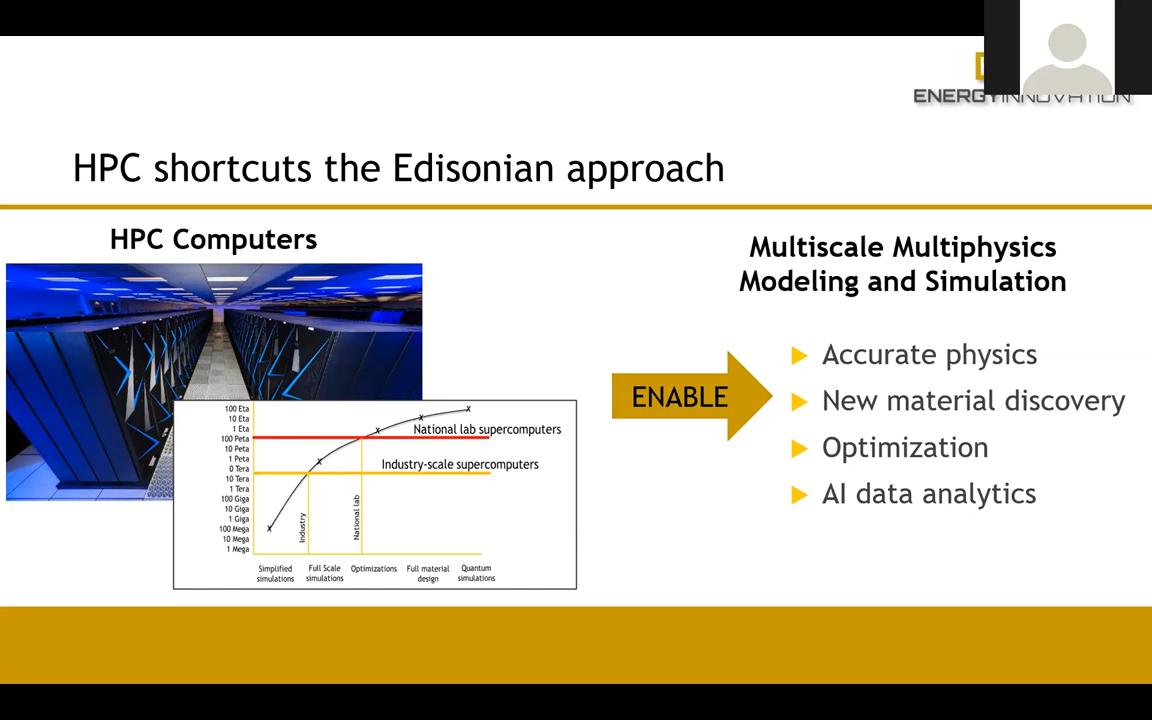 ENERGYINNOVATION
HPC shortcuts the Edisonian approach
HPC Computers
100 Eta
10 Eta
1 Eta
100 Peta
10 Peta
1 Peta
0 Tera
10 Tera
1 Tera
100 Giga
10 Giga
1 Giga
100 Mega
10 Mega
1 Mega
National lab supercomputers
Industry-scale supercomputers
Industry
National lab
Simplified
simulations
Full Scale
simulations
Optimizations
Full material
design
Quantum
simulations
ENABLE
Multiscale Multiphysics
Modeling and Simulation
Accurate physics
New material discovery
Optimization
AI data analytics